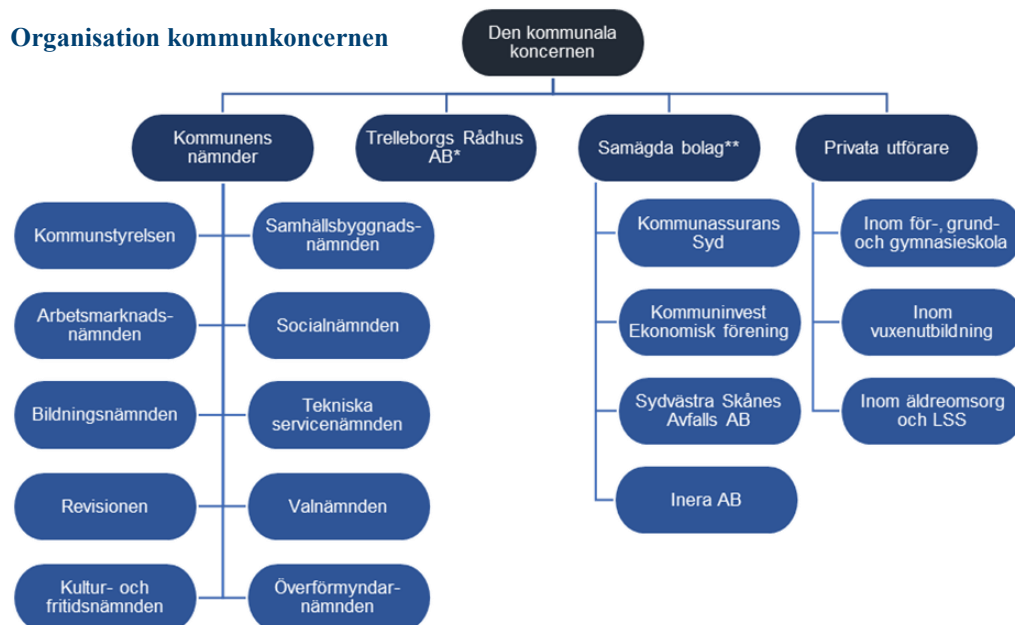 Organisation kommunkoncernen
Den kommunala
koncernen
Kommunens
nämnder
Trelleborgs Rådhus
AB*
Samägda bolag**
Privata utförare
Kommunstyrelsen
Samhällsbyggnads-
nämnden
Arbetsmarknads-
nämnden
Socialnämnden
Bildningsnämnden
Tekniska
servicenämnden
Revisionen
Valnämnden
Kultur- och
fritidsnämnden
Överförmyndar-
nämnden
Kommunassurans
Syd
Kommuninvest
Ekonomisk förening
Sydvästra Skånes
Avfalls AB
Inera AB
Inom för-, grund-
och gymnasieskola
Inom
vuxenutbildning
Inom äldreomsorg
och LSS